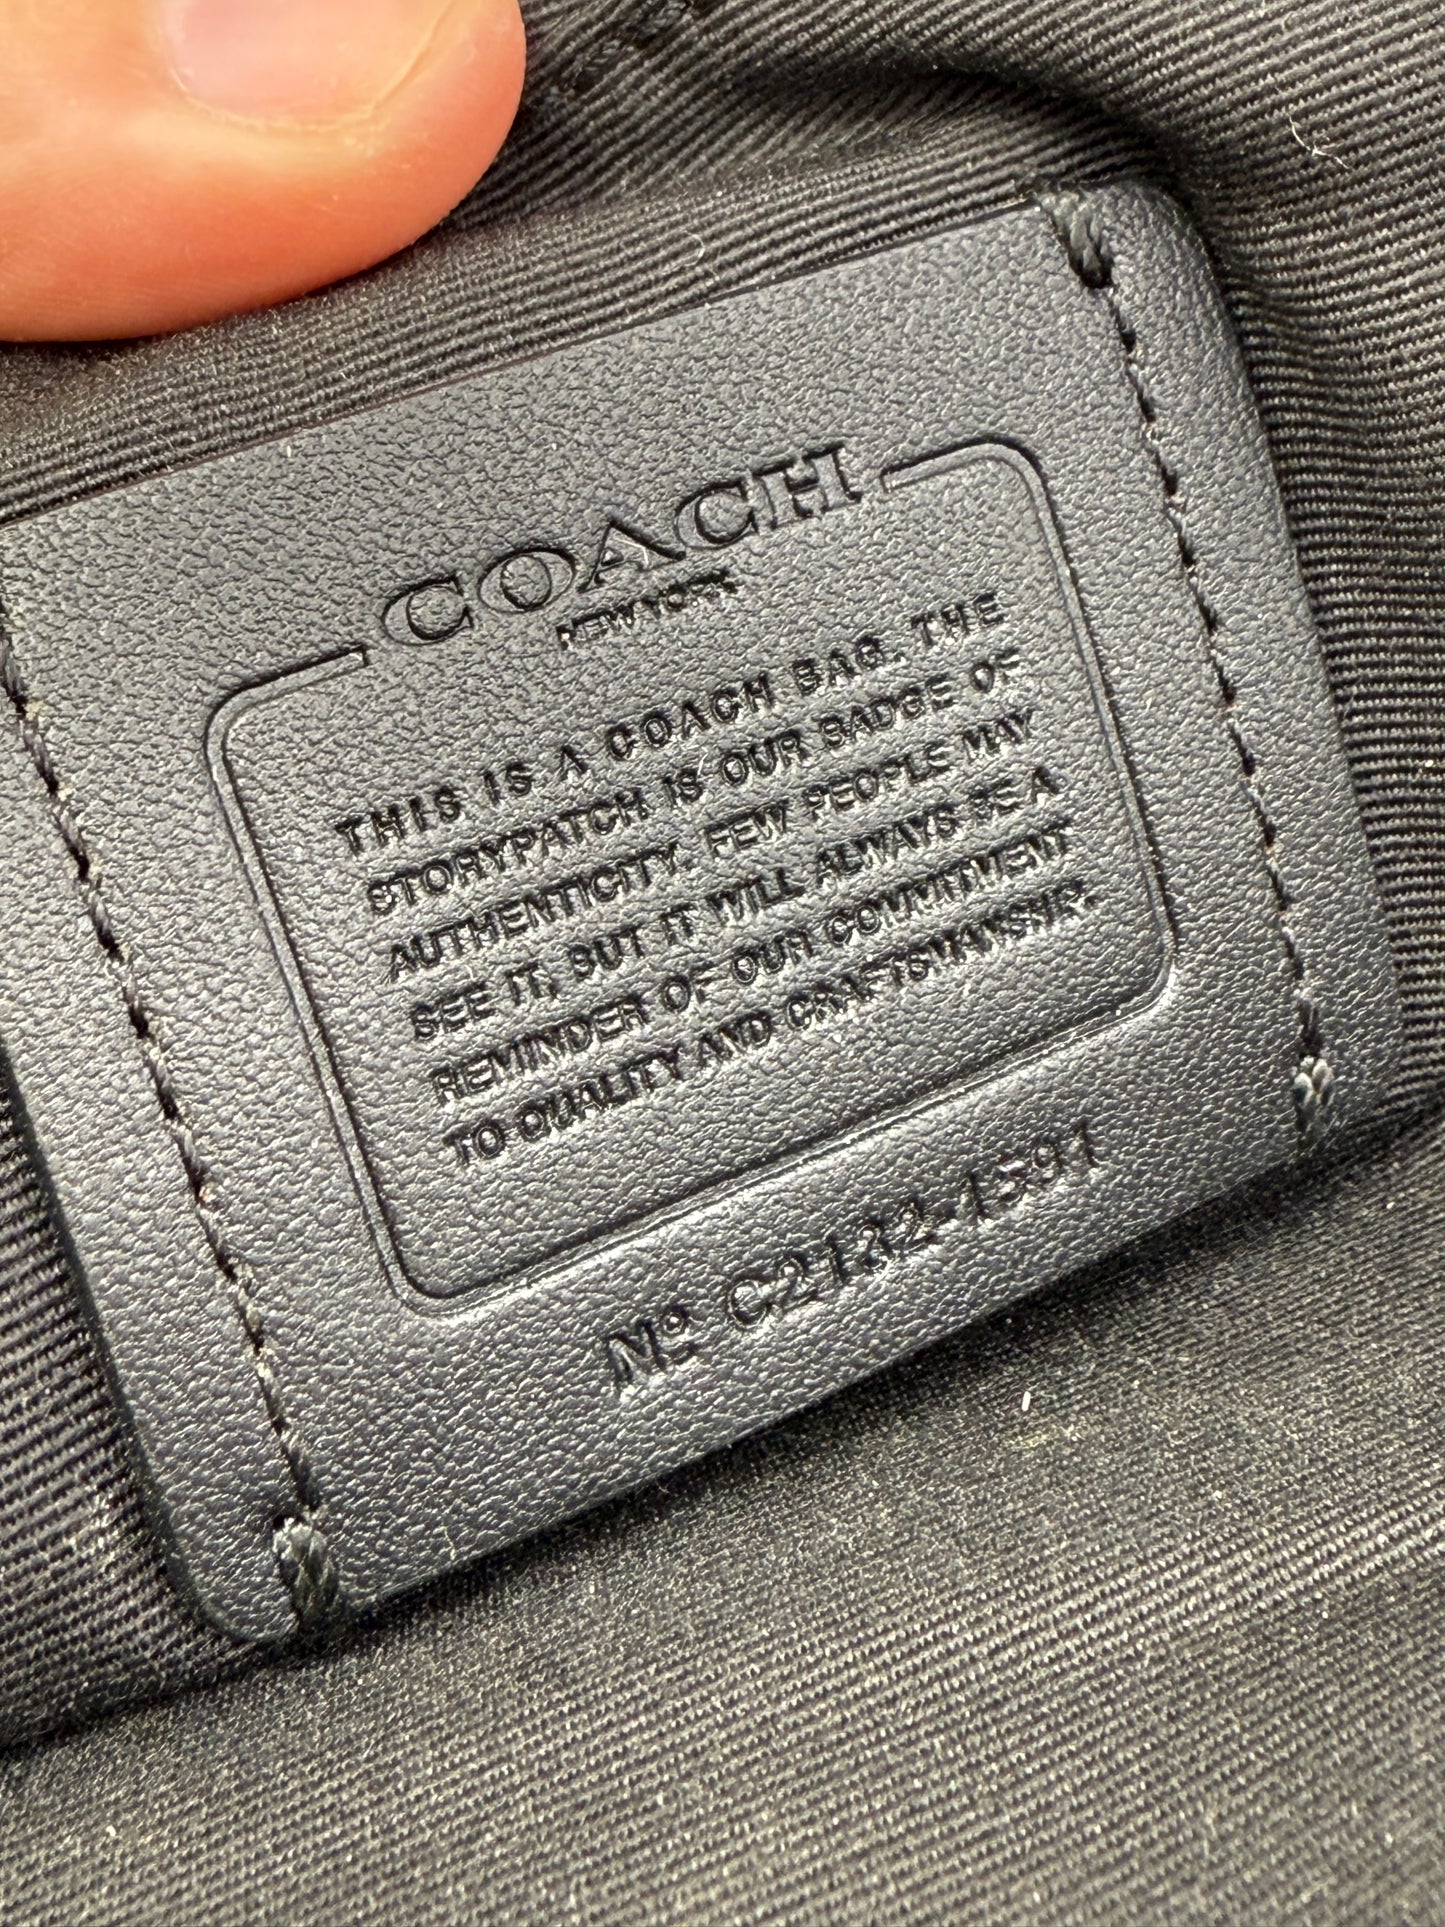 COACH
NEW YORK
THIS IS A COACH BAG. THE
STORYPATCH IS OUR BADGE OF
AUTHENTICITY. FEW PEOPLE MAY
SEE IT, BUT IT WILL ALWAYS BE A
REMINDER OF OUR COMMITMENT
TO QUALITY AND CRAFTSMANSHIP.
Nº C2132-1591